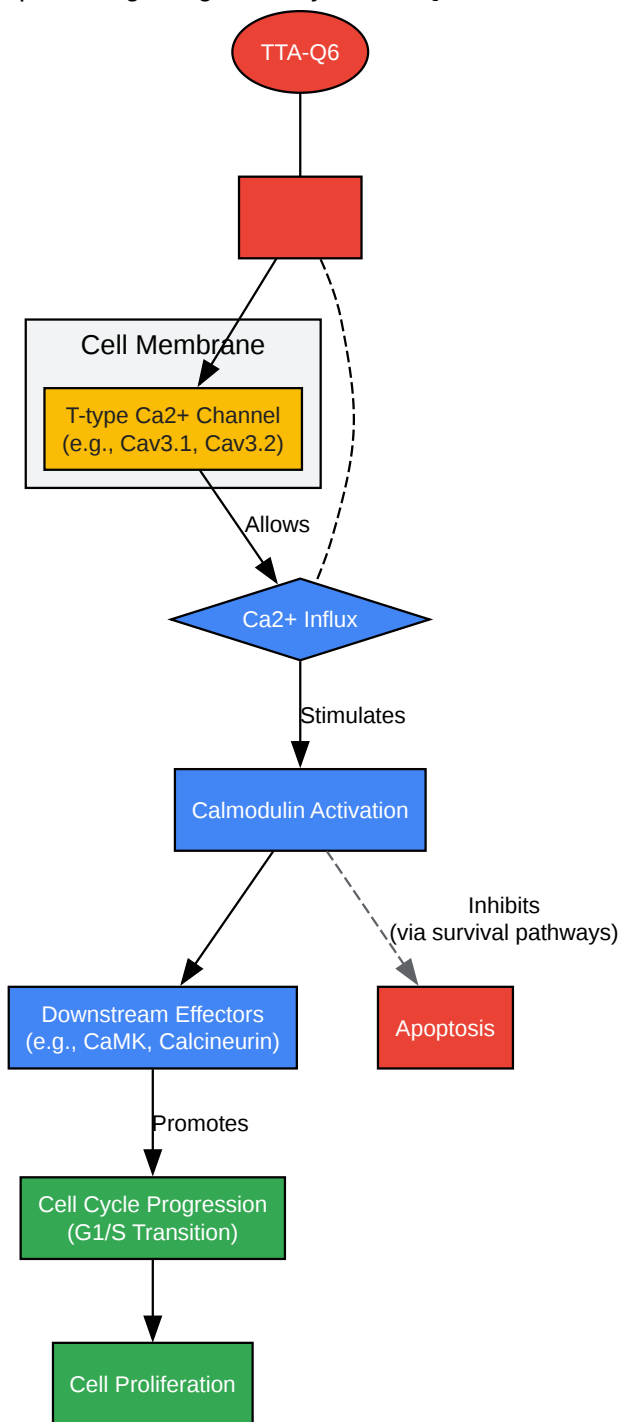 TTA-Q6
Cell Membrane
T-type Ca2+ Channel
(e.g., Cav3.1, Cav3.2)
Allows
Ca2+ Influx
Stimulates
Calmodulin Activation
Inhibits
(via survival pathways)
Downstream Effectors
(e.g., CaMK, Calcineurin)
Apoptosis
Promotes
Cell Cycle Progression
(G1/S Transition)
Cell Proliferation